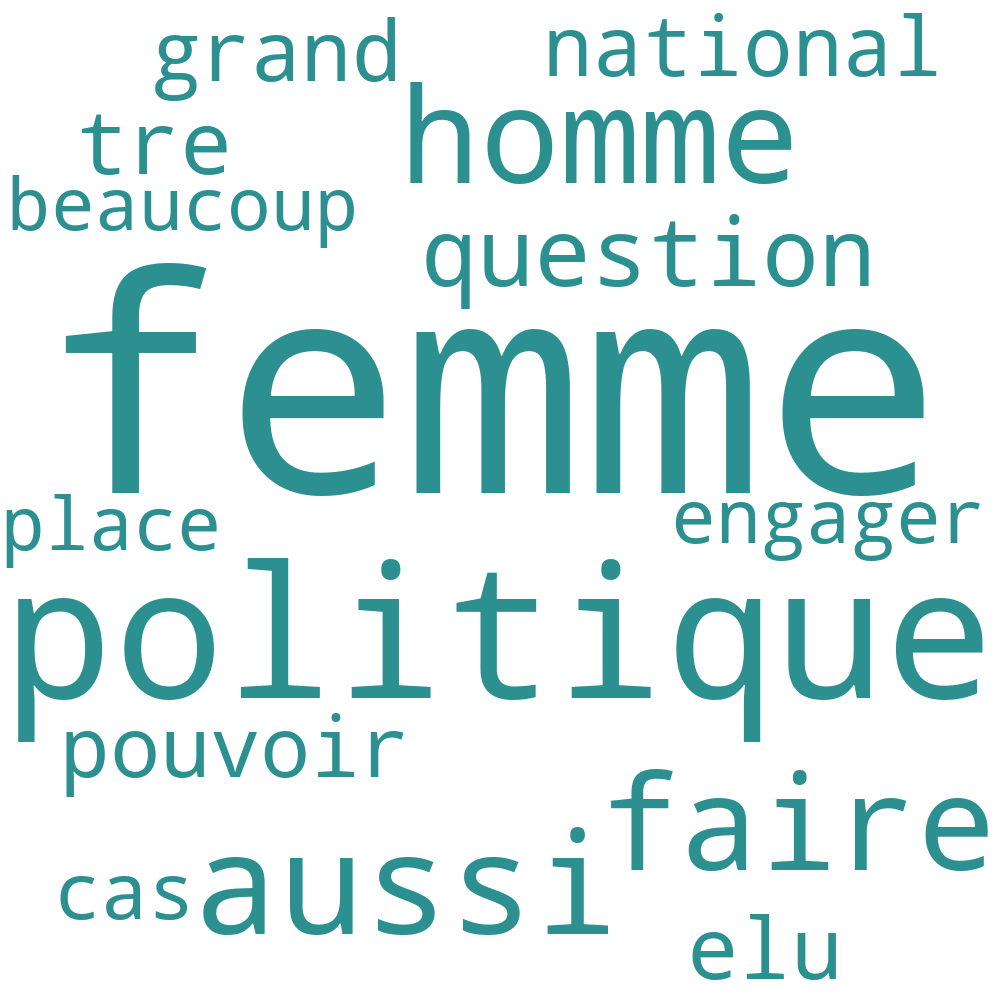 grand national
tre homme
beaucoup
question
femme
place engager
politique
pouvoir
faire
cas aussi
elu